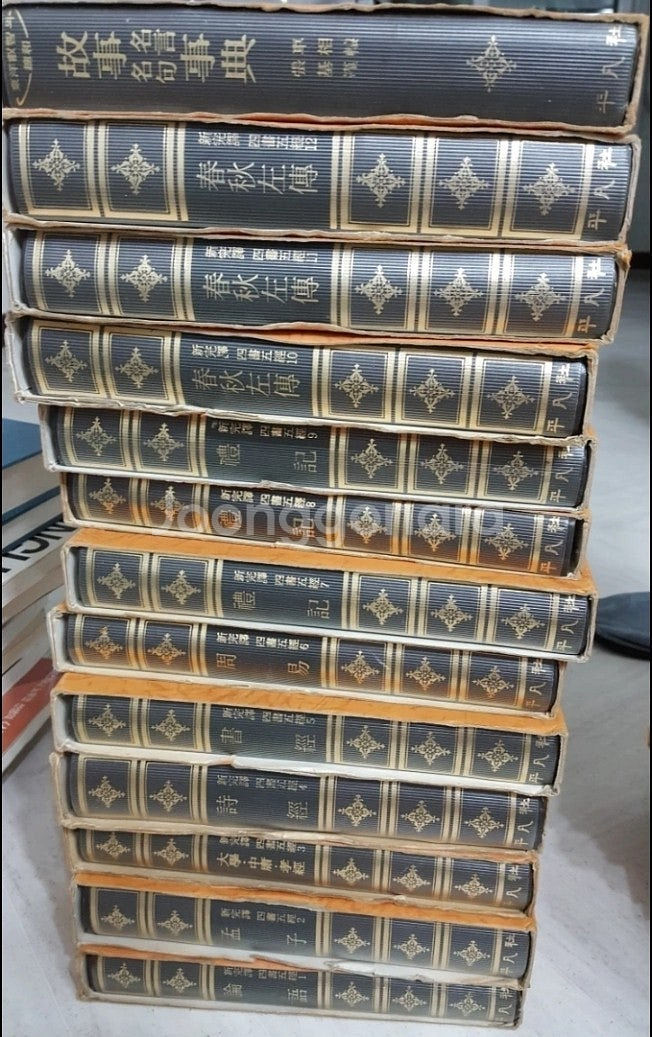 故事名言
名句事典
張基槿
平凡社
新完譯 四書五經12
春秋左傳
平凡社
新完譯 四書五經11
春秋左傳
平凡社
新完譯 四書五經10
春秋左傳
平凡社
新完譯 四書五經9
禮記
平凡社
新完譯 四書五經8
禮記
平凡社
新完譯 四書五經7
禮記
平凡社
新完譯 四書五經6
周易
平凡社
新完譯 四書五經5
書經
平凡社
新完譯 四書五經4
詩經
平凡社
新完譯 四書五經3
大學·中庸·孝經
平凡社
新完譯 四書五經2
孟子
平凡社
新完譯 四書五經1
論語
平凡社
Joonggonara